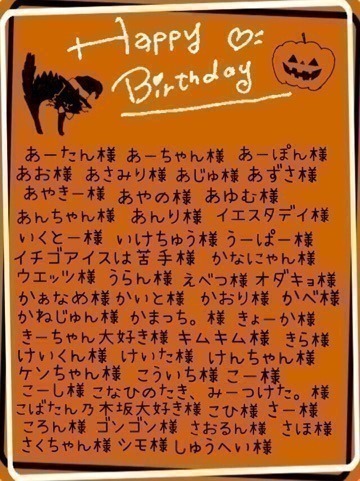 Happy
Birthday
あーたん様 あーちゃん様 あーぽん様
あお様 あさみり様 あじゅ様 あずさ様
あやきー様 あやの様 あゆむ様
あんちゃん様 あんり様 イエスタデイ様
いくとー様 いけちゅう様 うーぱー様
イチゴアイスは苦手様 かなにゃん様
ウエッツ様 うらん様 えべつ様 オダキョ様
かぁなめ様 かいと様 かおり様 かべ様
かねじゅん様 かまっち。様 きょーか様
きーちゃん大好き様 キムキム様 きら様
けいくん様 けいた様 けんちゃん様
ケンちゃん様 こういち様 こー様
こーし様 こなひのたき、みーつけた。様
こばたん乃木坂大好き様 こひ様 さー様
ころん様 ゴンゴン様 さおるん様 さほ様
さくちゃん様 シモ様 しゅうへい様